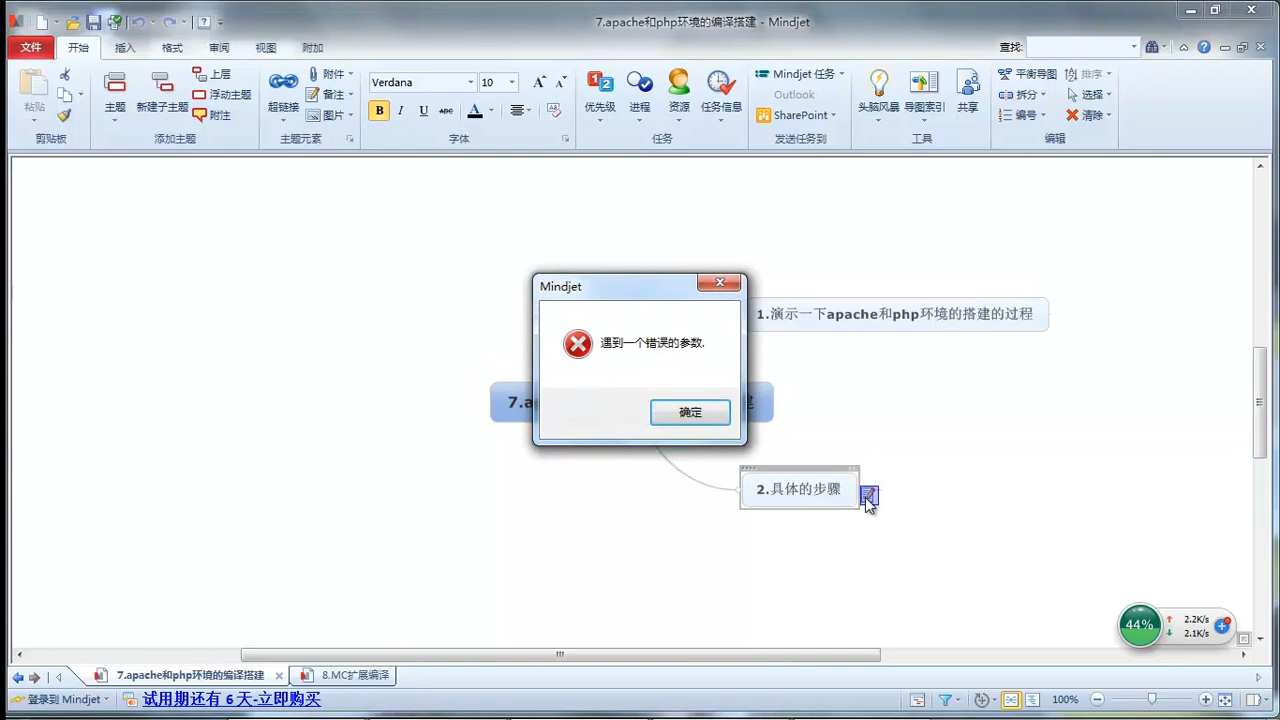 7.apache和php环境的编译搭建 - Mindjet
文件 开始 插入 格式 审阅 视图 附加 查找:
粘贴
剪贴板
主题 新建子主题 上层 浮动主题 附注
添加主题
超链接 附件 备注 图片
主题元素
Verdana 10
B I U abc A
字体
优先级 进程 资源 任务信息
任务
Mindjet 任务
Outlook
SharePoint
发送任务到
头脑风暴 导图索引 共享
工具
平衡导图 排序
拆分 选择
编号 清除
编辑
Mindjet
遇到一个错误的参数.
确定
1.演示一下apache和php环境的搭建的过程
7.a
2.具体的步骤
44% 2.2K/s
2.1K/s
7.apache和php环境的编译搭建 8.MC扩展编译
登录到 Mindjet 试用期还有 6 天-立即购买 100%